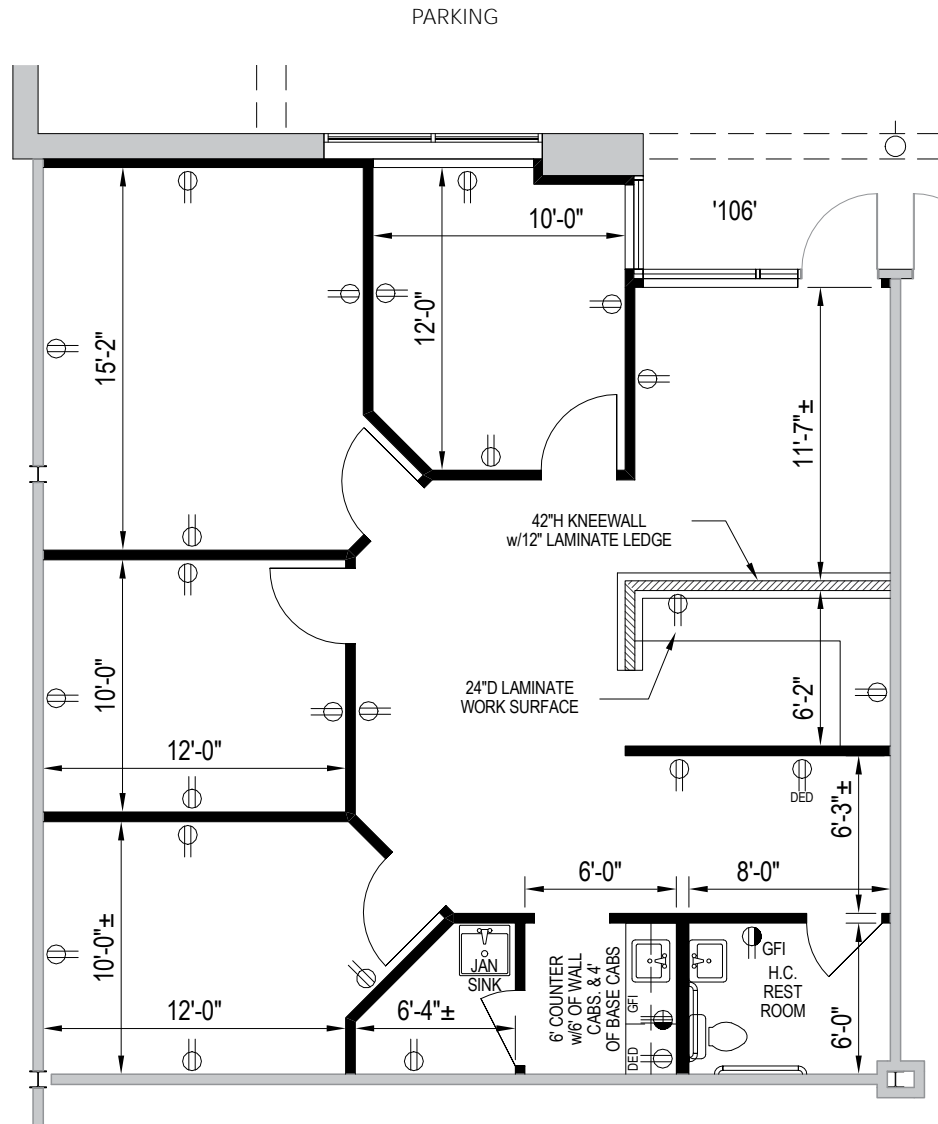 PARKING
'106'
10'-0"
12'-0"
15'-2"
11'-7"±
42"H KNEEWALL
w/12" LAMINATE LEDGE
24"D LAMINATE
WORK SURFACE
6'-2"
10'-0"
12'-0"
DED
6'-3"±
6'-0"
8'-0"
10'-0"±
12'-0"
JAN
SINK
6'-4"±
6' COUNTER
w/6' OF WALL
CABS. & 4'
OF BASE CABS
GFI
DED
GFI
H.C.
REST
ROOM
6'-0"